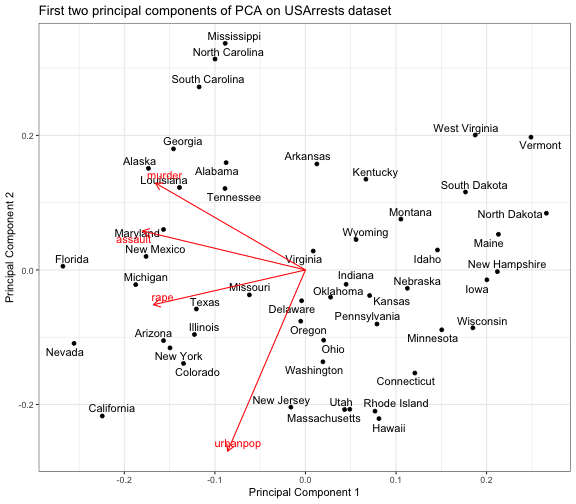 First two principal components of PCA on USArrests dataset
Mississippi
North Carolina
South Carolina
West Virginia
Vermont
0.2
Georgia
Arkansas
Alaska
Alabama
murder
Louisiana
Kentucky
South Dakota
Tennessee
Montana
North Dakota
Maryland
assault
Wyoming
Maine
New Mexico
Virginia
Idaho
Florida
0.0
New Hampshire
Michigan
Indiana
Missouri
Nebraska
Iowa
rape
Texas
Oklahoma
Kansas
Delaware
Pennsylvania
Wisconsin
Arizona
Illinois
Oregon
Minnesota
Nevada
New York
Ohio
Colorado
Washington
Connecticut
New Jersey
Utah
Rhode Island
-0.2
California
Massachusetts
Hawaii
urbanpop
-0.2
-0.1
0.0
0.1
0.2
Principal Component 1
Principal Component 2